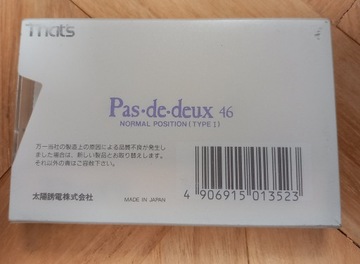 That's
Pas·de·deux 46
NORMAL POSITION (TYPE I)
万一当社の製造上の原因による品質不良が発生し
ました場合は、新しい製品とお取替えします。
それ以外の責はご容赦下さい。
太陽誘電株式会社
MADE IN JAPAN
4 906915 013523